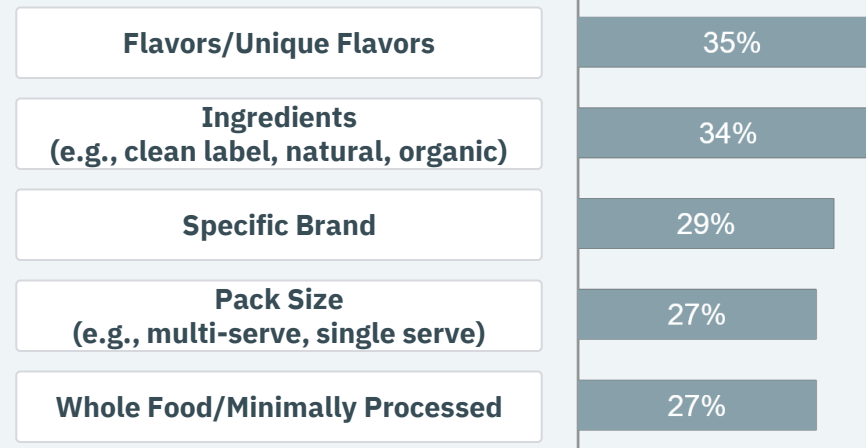 Flavors/Unique Flavors
35%
Ingredients
(e.g., clean label, natural, organic)
34%
Specific Brand
29%
Pack Size
(e.g., multi-serve, single serve)
27%
Whole Food/Minimally Processed
27%